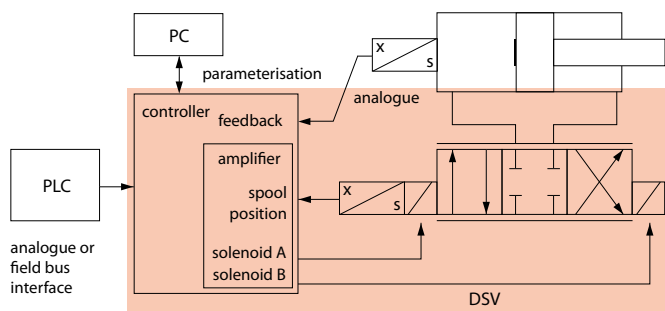 PC
parameterisation
x
s
analogue
controller
feedback
amplifier
PLC
spool
position
x
s
analogue or
field bus
interface
solenoid A
solenoid B
DSV